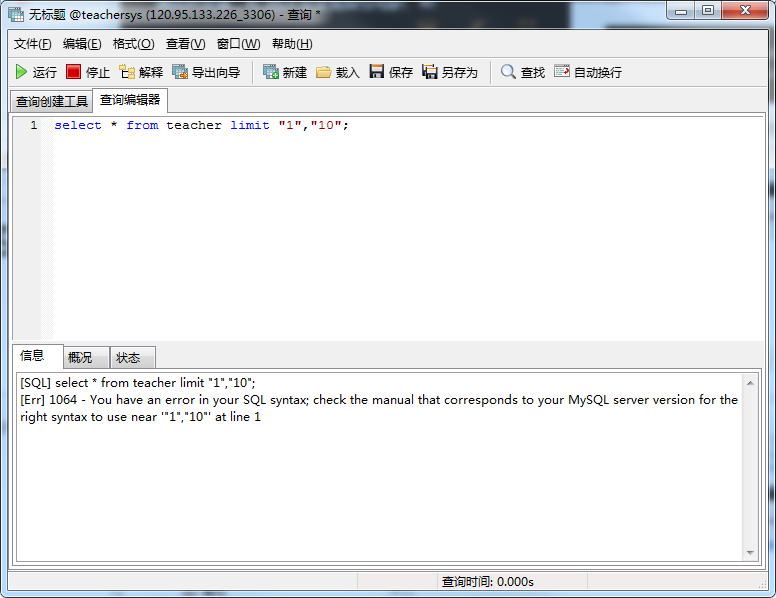 无标题 @teachersys (120.95.133.226_3306) - 查询 *
文件(F) 编辑(E) 格式(O) 查看(V) 窗口(W) 帮助(H)
运行 停止 解释 导出向导 新建 载入 保存 另存为 查找 自动换行
查询创建工具 查询编辑器
1 select * from teacher limit "1","10";
信息 概况 状态
[SQL] select * from teacher limit "1","10";
[Err] 1064 - You have an error in your SQL syntax; check the manual that corresponds to your MySQL server version for the
right syntax to use near '"1","10"' at line 1
查询时间: 0.000s